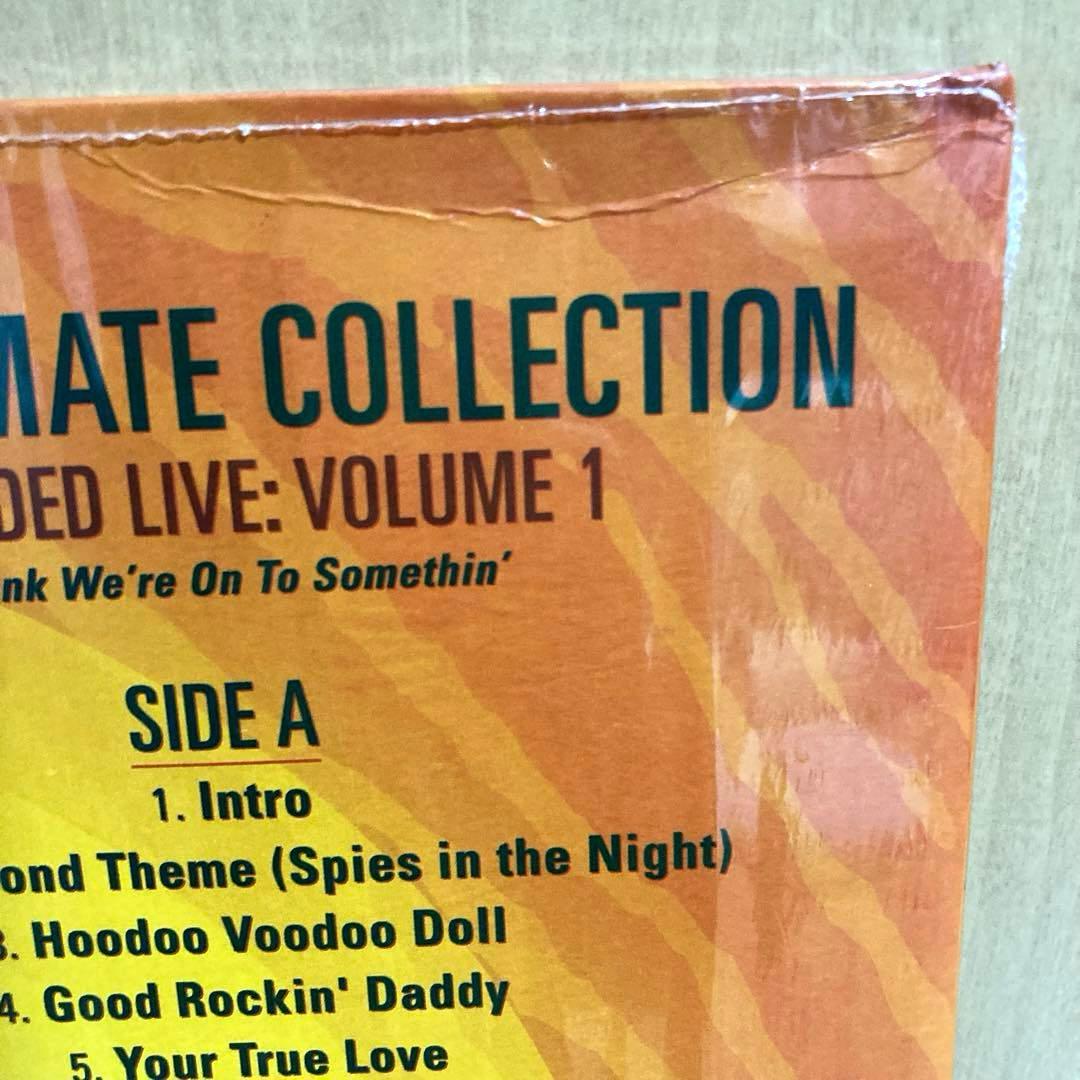 MATE COLLECTION
DED LIVE: VOLUME 1
nk We're On To Somethin'
SIDE A
1. Intro
ond Theme (Spies in the Night)
3. Hoodoo Voodoo Doll
4. Good Rockin' Daddy
5. Your True Love